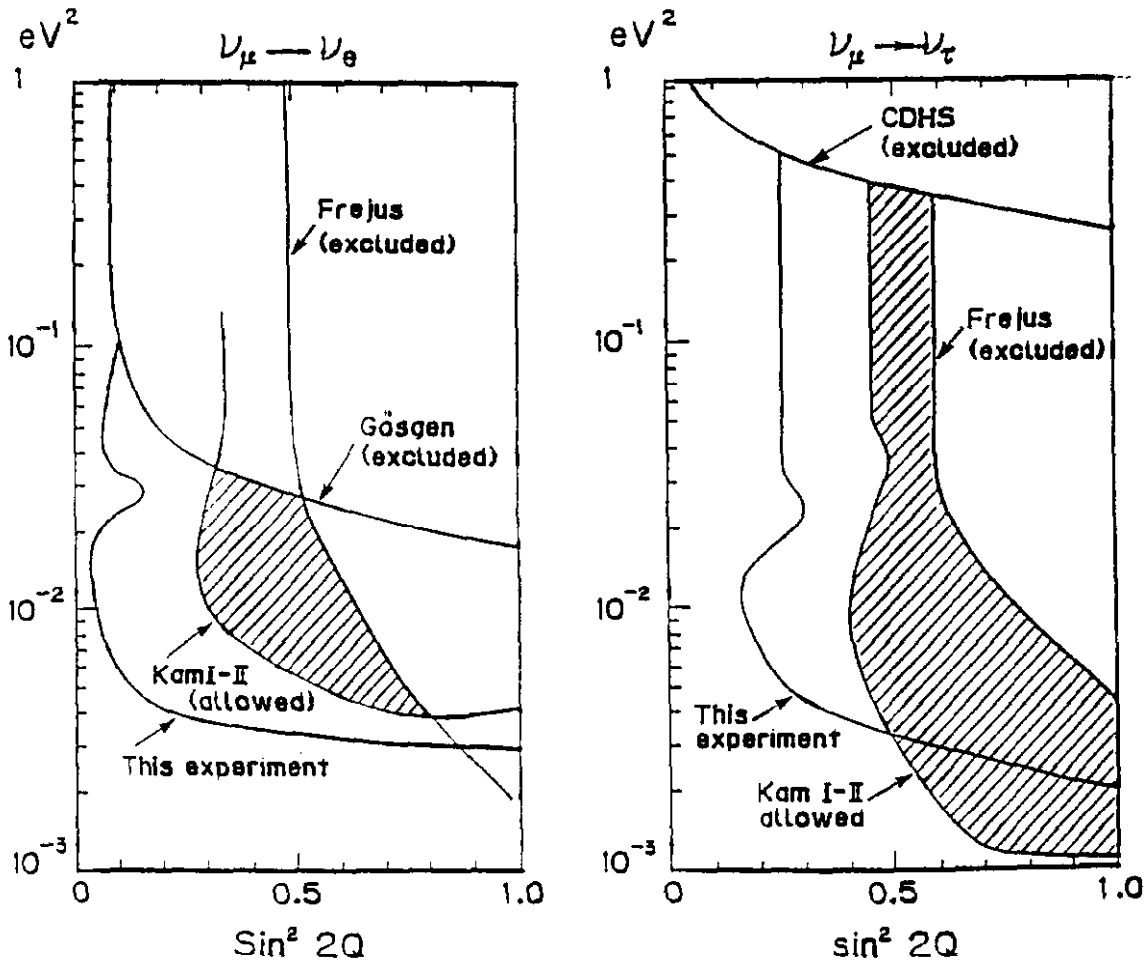 eV²
ν_μ — ν_e
1
10⁻¹
10⁻²
10⁻³
Frejus
(excluded)
Gösgen
(excluded)
Kam I-II
(allowed)
This experiment
0
0.5
1.0
Sin² 2Q
eV²
ν_μ → ν_τ
1
10⁻¹
10⁻²
10⁻³
CDHS
(excluded)
Frejus
(excluded)
This
experiment
Kam I-II
allowed
0
0.5
1.0
sin² 2Q